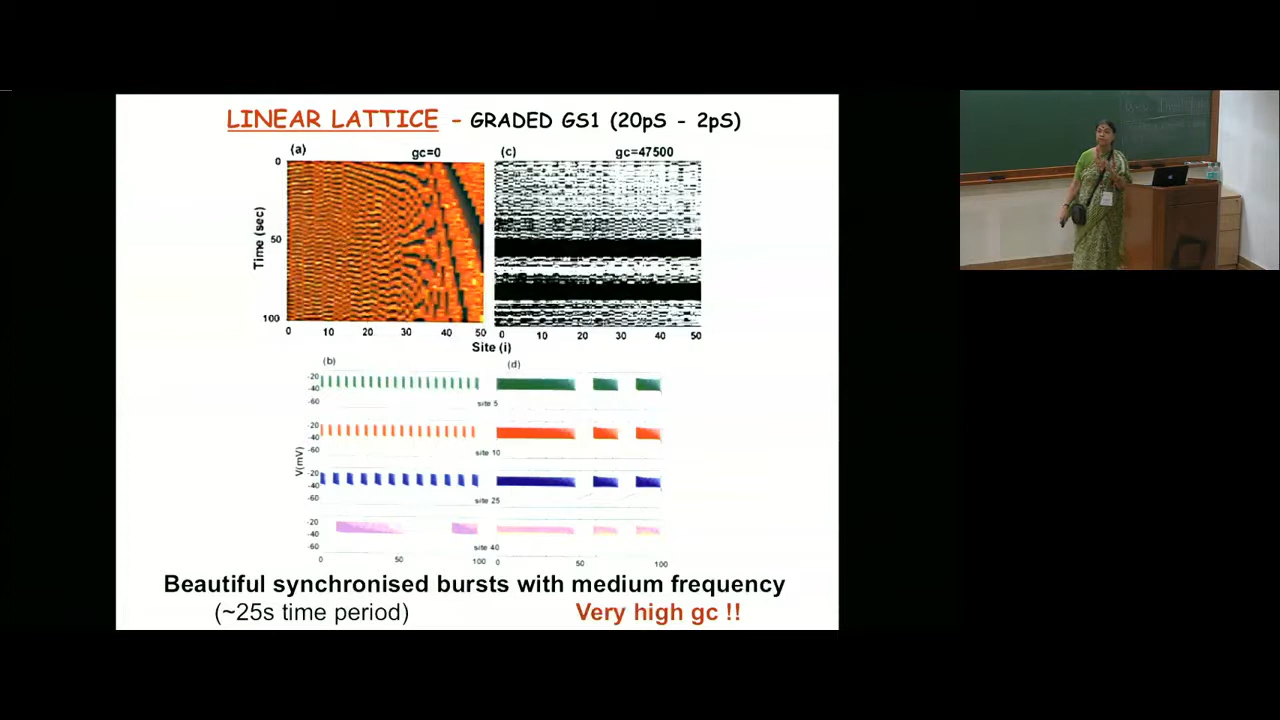 LINEAR LATTICE - GRADED GS1 (20pS - 2pS)
(a) gc=0 (c) gc=47500
0
50
100
Time (sec)
0 10 20 30 40 50 0 10 20 30 40 50
Site (i)
(b) (d)
-20
-40
-60
site 5
-20
-40
-60
site 10
V(mV)
-20
-40
-60
site 25
-20
-40
-60
site 40
0 50 100 0 50 100
Beautiful synchronised bursts with medium frequency
(~25s time period) Very high gc !!